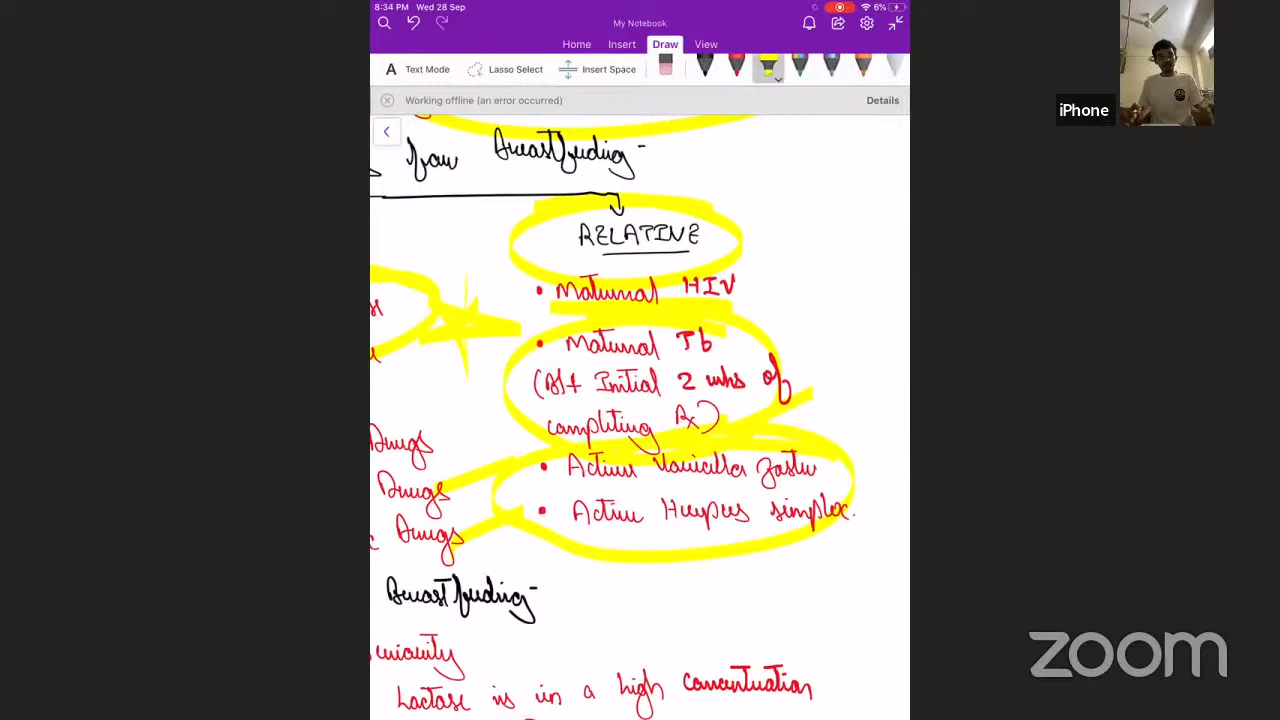 8:34 PM Wed 28 Sep
6%
My Notebook
Home Insert Draw View
A Text Mode Lasso Select Insert Space
Working offline (an error occurred) Details
iPhone
from Breastfeeding-
RELATIVE
• Maternal HIV
• Maternal Tb
(Aft Initial 2 wks of
completing Rx)
• Active Varicella Zoster
• Active Herpes simplex.
Drugs
Drugs
Drugs
Breastfeeding-
Lactose is in a high concentration
zoom